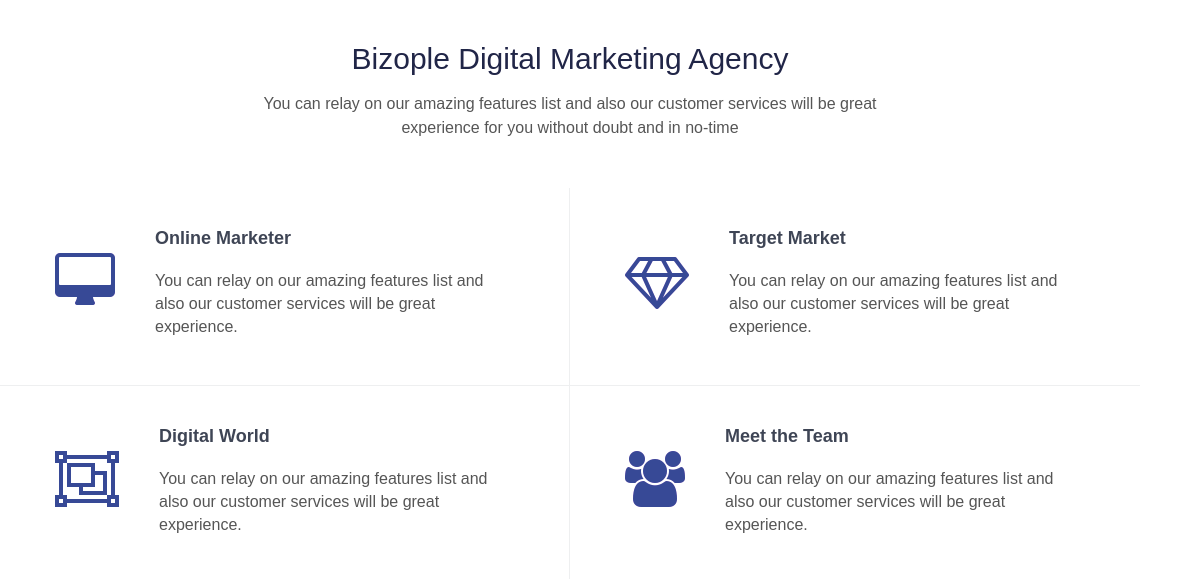 Bizople Digital Marketing Agency
You can relay on our amazing features list and also our customer services will be great
experience for you without doubt and in no-time
Online Marketer
You can relay on our amazing features list and
also our customer services will be great
experience.
Target Market
You can relay on our amazing features list and
also our customer services will be great
experience.
Digital World
You can relay on our amazing features list and
also our customer services will be great
experience.
Meet the Team
You can relay on our amazing features list and
also our customer services will be great
experience.